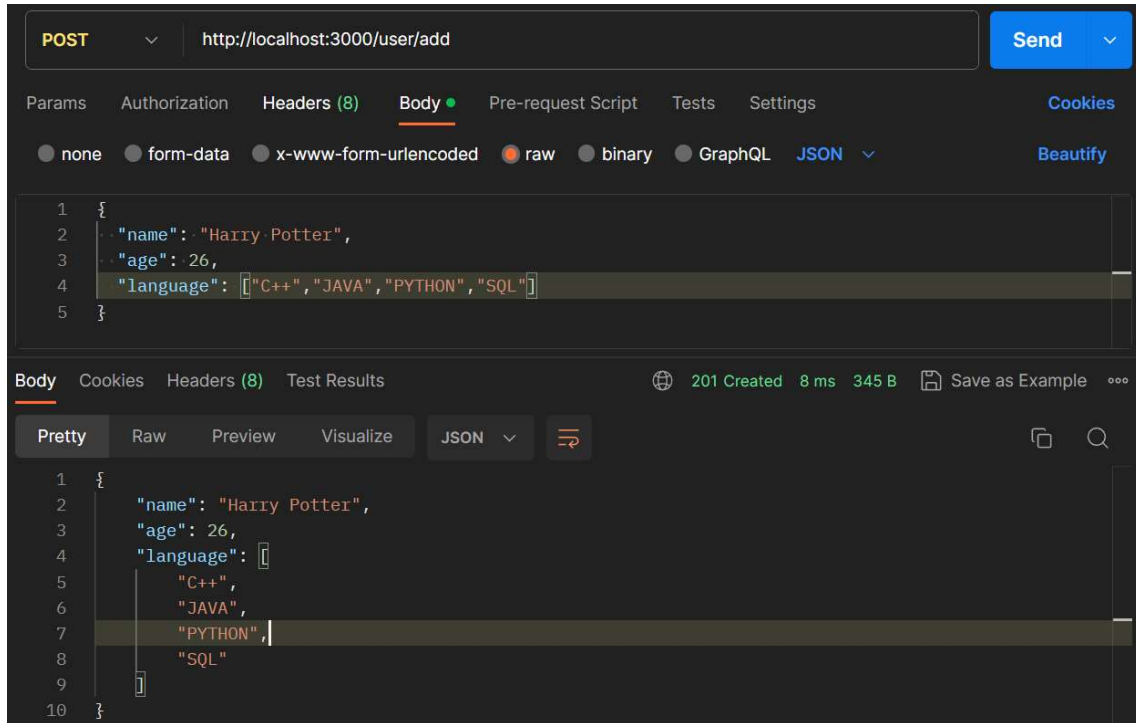 POST http://localhost:3000/user/add Send
Params Authorization Headers (8) Body Pre-request Script Tests Settings Cookies
none form-data x-www-form-urlencoded raw binary GraphQL JSON Beautify
1 {
2 "name": "Harry Potter",
3 "age": 26,
4 "language": ["C++","JAVA","PYTHON","SQL"]
5 }
Body Cookies Headers (8) Test Results 201 Created 8 ms 345 B Save as Example
Pretty Raw Preview Visualize JSON
1 {
2 "name": "Harry Potter",
3 "age": 26,
4 "language": [
5 "C++",
6 "JAVA",
7 "PYTHON",
8 "SQL"
9 ]
10 }